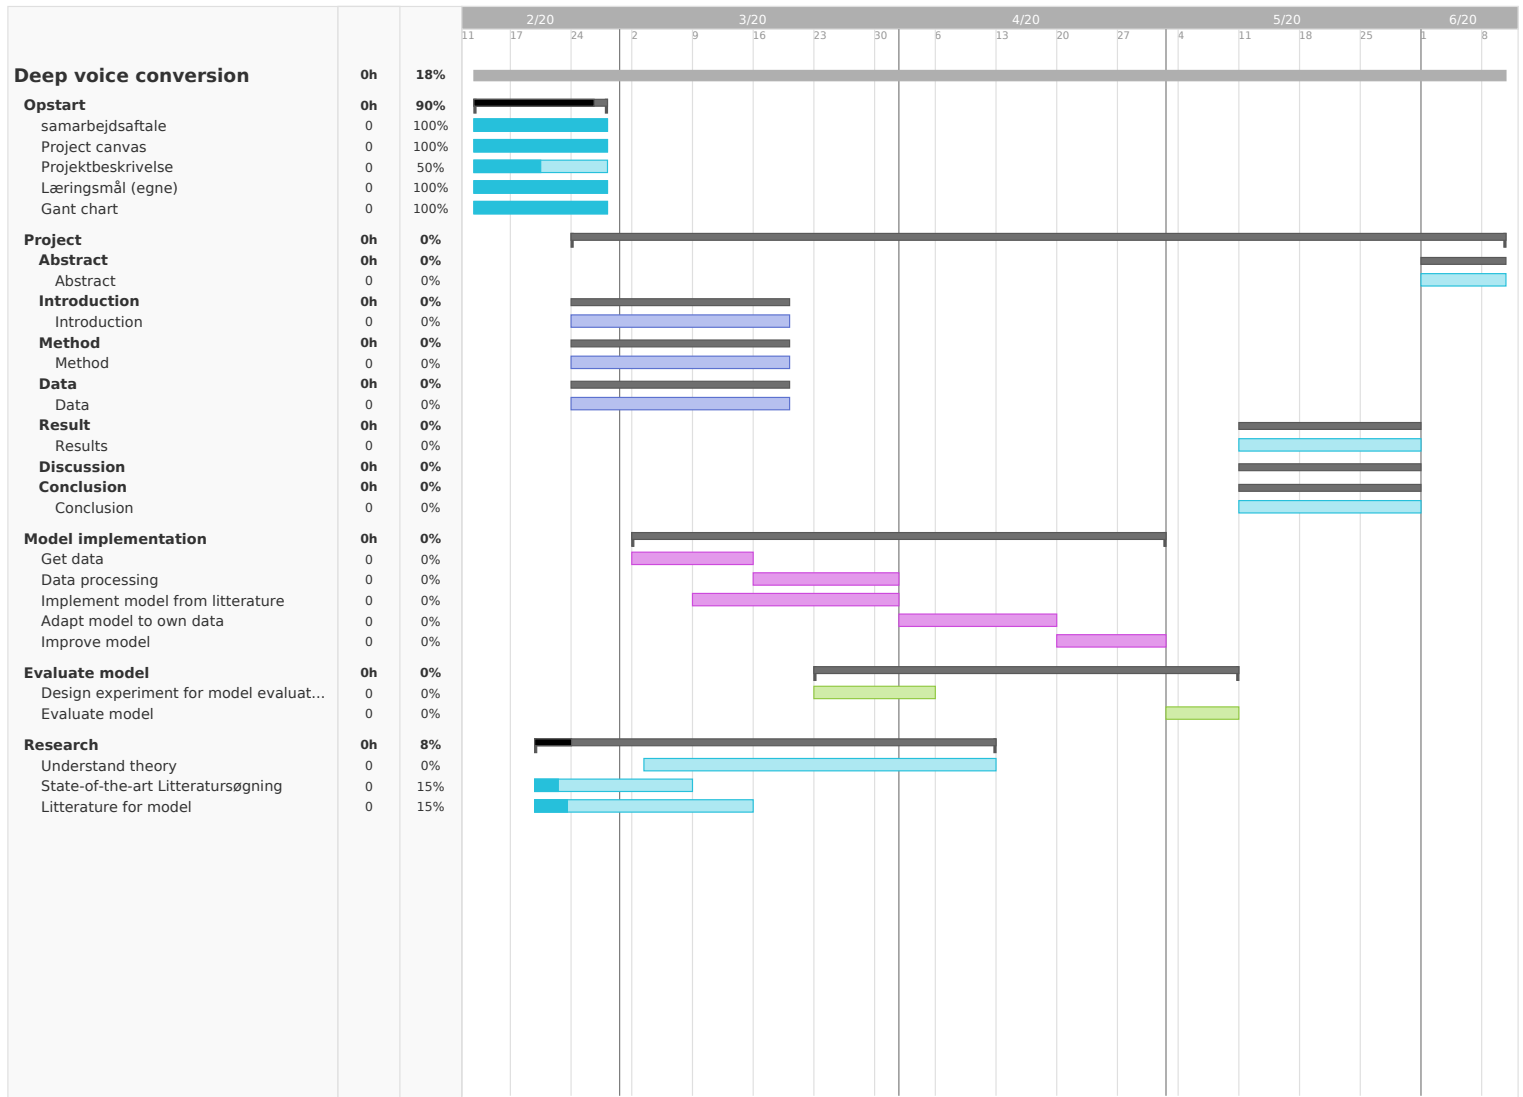 2/20 3/20 4/20 5/20 6/20
11 17 24 2 9 16 23 30 6 13 20 27 4 11 18 25 1 8
Deep voice conversion 0h 18%
Opstart 0h 90%
samarbejdsaftale 0 100%
Project canvas 0 100%
Projektbeskrivelse 0 50%
Læringsmål (egne) 0 100%
Gant chart 0 100%
Project 0h 0%
Abstract 0h 0%
Abstract 0 0%
Introduction 0h 0%
Introduction 0 0%
Method 0h 0%
Method 0 0%
Data 0h 0%
Data 0 0%
Result 0h 0%
Results 0 0%
Discussion 0h 0%
Conclusion 0h 0%
Conclusion 0 0%
Model implementation 0h 0%
Get data 0 0%
Data processing 0 0%
Implement model from litterature 0 0%
Adapt model to own data 0 0%
Improve model 0 0%
Evaluate model 0h 0%
Design experiment for model evaluat... 0 0%
Evaluate model 0 0%
Research 0h 8%
Understand theory 0 0%
State-of-the-art Litteratursøgning 0 15%
Litterature for model 0 15%